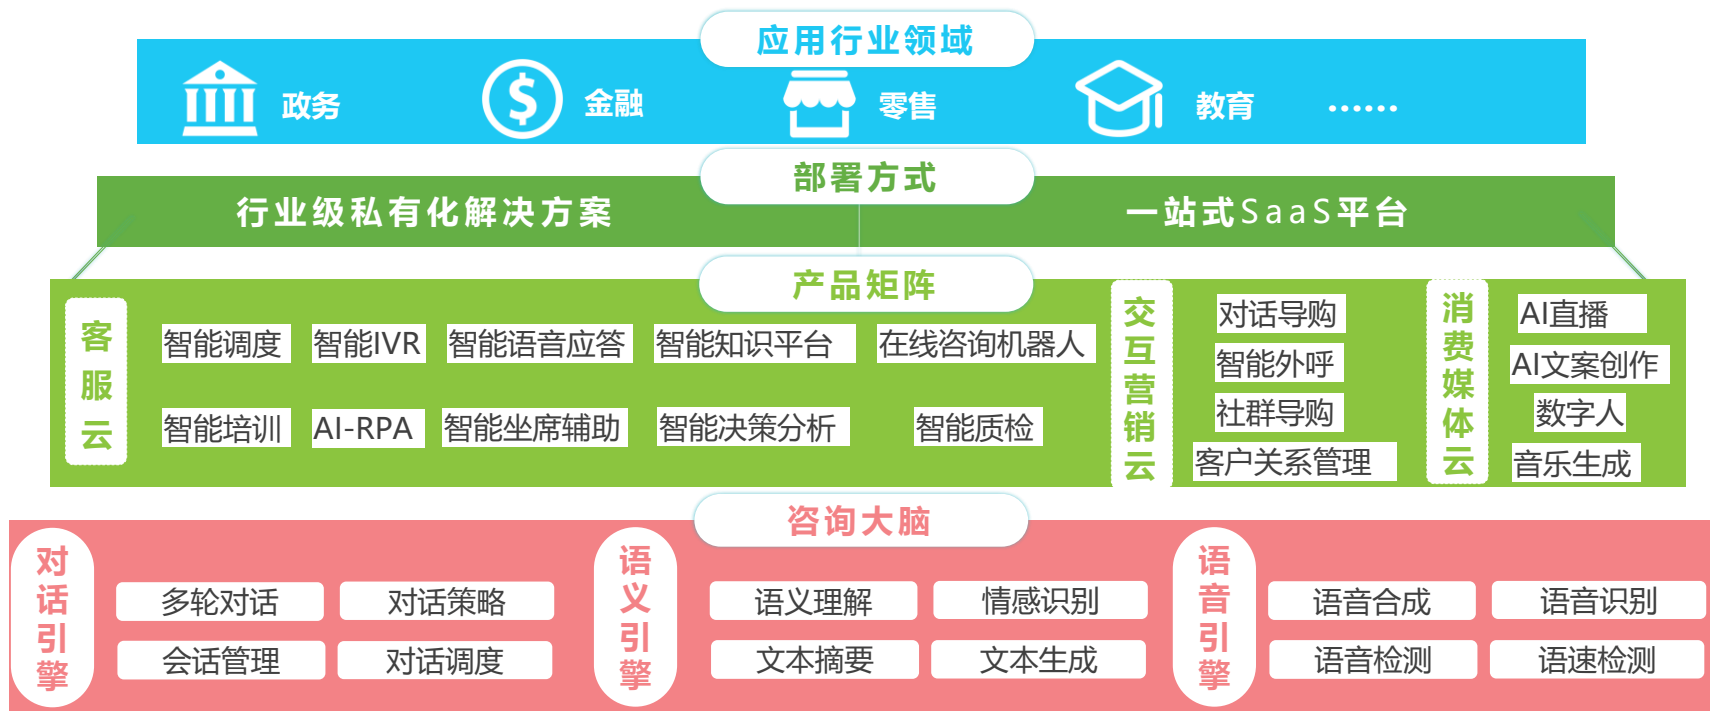 应用行业领域
政务
金融
零售
教育
……
部署方式
行业级私有化解决方案
一站式SaaS平台
产品矩阵
客服云
智能调度
智能IVR
智能语音应答
智能知识平台
在线咨询机器人
智能培训
AI-RPA
智能坐席辅助
智能决策分析
智能质检
交互营销云
对话导购
智能外呼
社群导购
客户关系管理
消费媒体云
AI直播
AI文案创作
数字人
音乐生成
咨询大脑
对话引擎
多轮对话
对话策略
会话管理
对话调度
语义引擎
语义理解
情感识别
文本摘要
文本生成
语音引擎
语音合成
语音识别
语音检测
语速检测